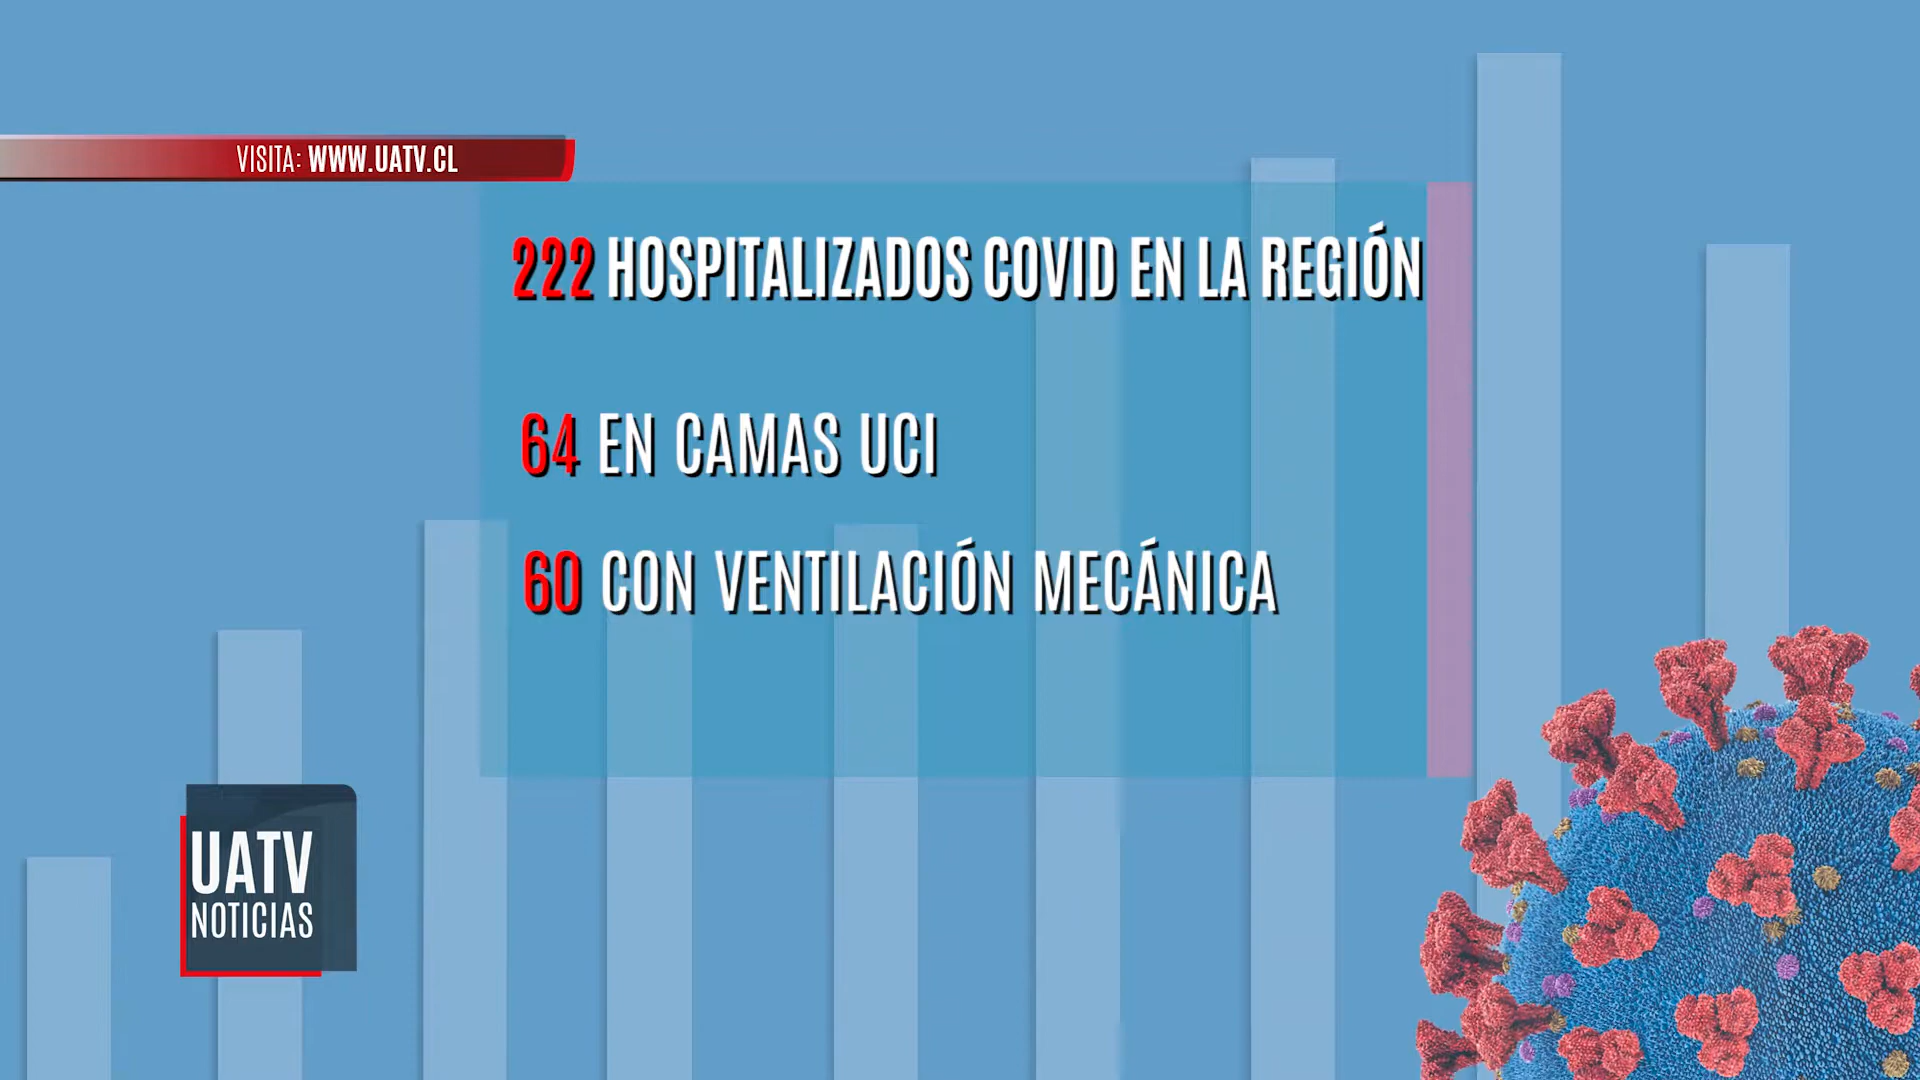 VISITA: WWW.UATV.CL
222 HOSPITALIZADOS COVID EN LA REGIÓN
64 EN CAMAS UCI
60 CON VENTILACIÓN MECÁNICA
UATV
NOTICIAS